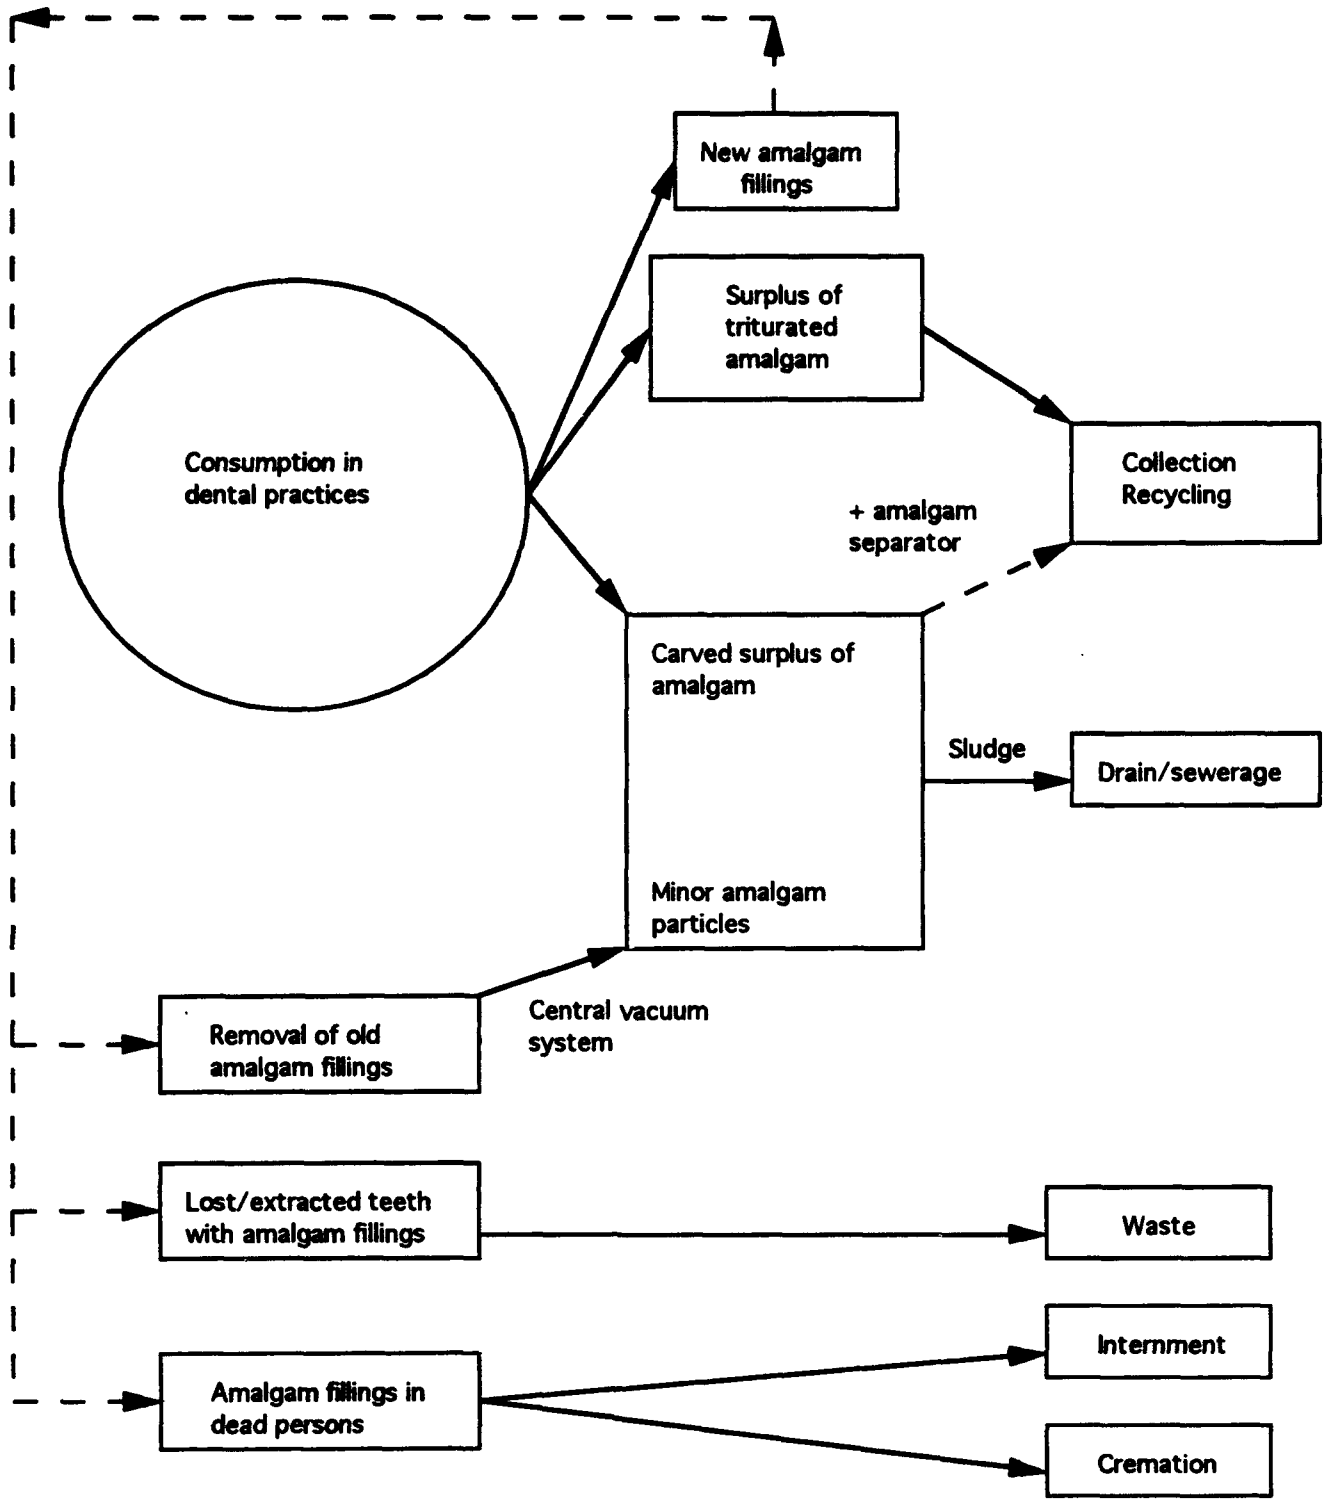 New amalgam
fillings
Surplus of
triturated
amalgam
Consumption in
dental practices
Collection
Recycling
+ amalgam
separator
Carved surplus of
amalgam
Sludge
Drain/sewerage
Minor amalgam
particles
Central vacuum
system
Removal of old
amalgam fillings
Lost/extracted teeth
with amalgam fillings
Waste
Internment
Amalgam fillings in
dead persons
Cremation